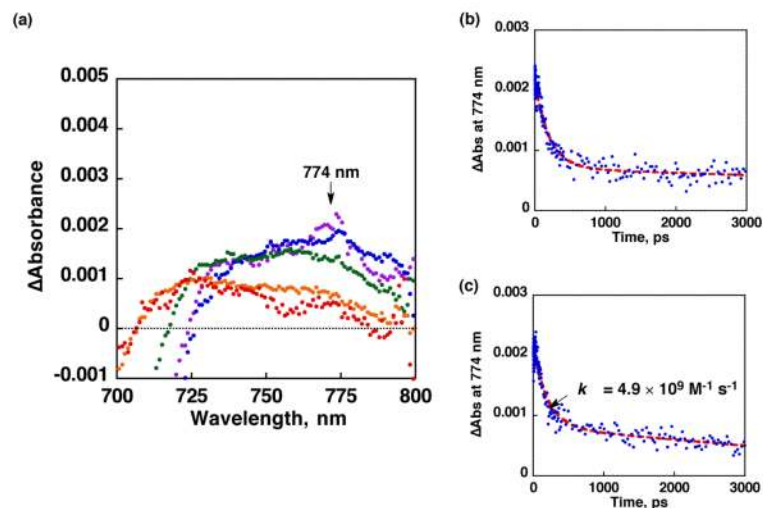 (a)
0.005
0.004
0.003
0.002
0.001
0
-0.001
ΔAbsorbance
774 nm
700 725 750 775 800
Wavelength, nm
(b)
0.003
0.002
0.001
0
ΔAbs at 774 nm
0 1000 2000 3000
Time, ps
(c)
0.003
0.002
0.001
0
ΔAbs at 774 nm
k = 4.9 × 10⁹ M⁻¹ s⁻¹
0 1000 2000 3000
Time, ps